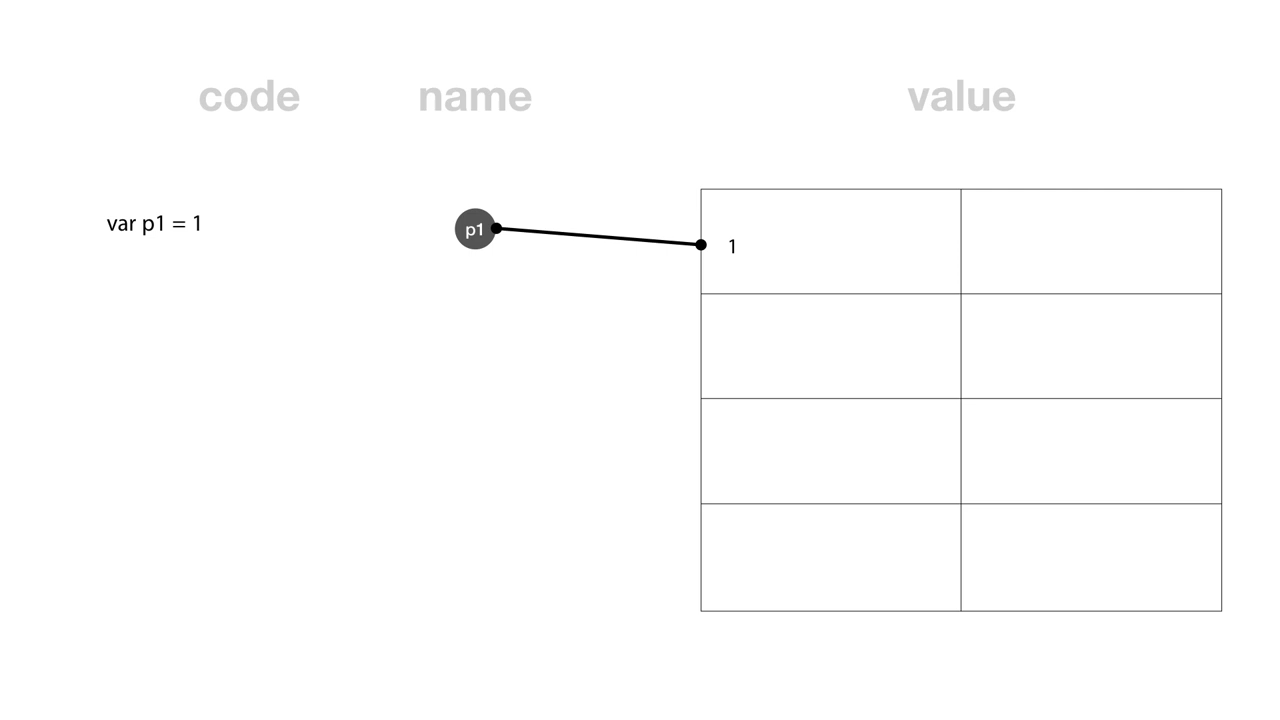 code
name
value
var p1 = 1
p1
1